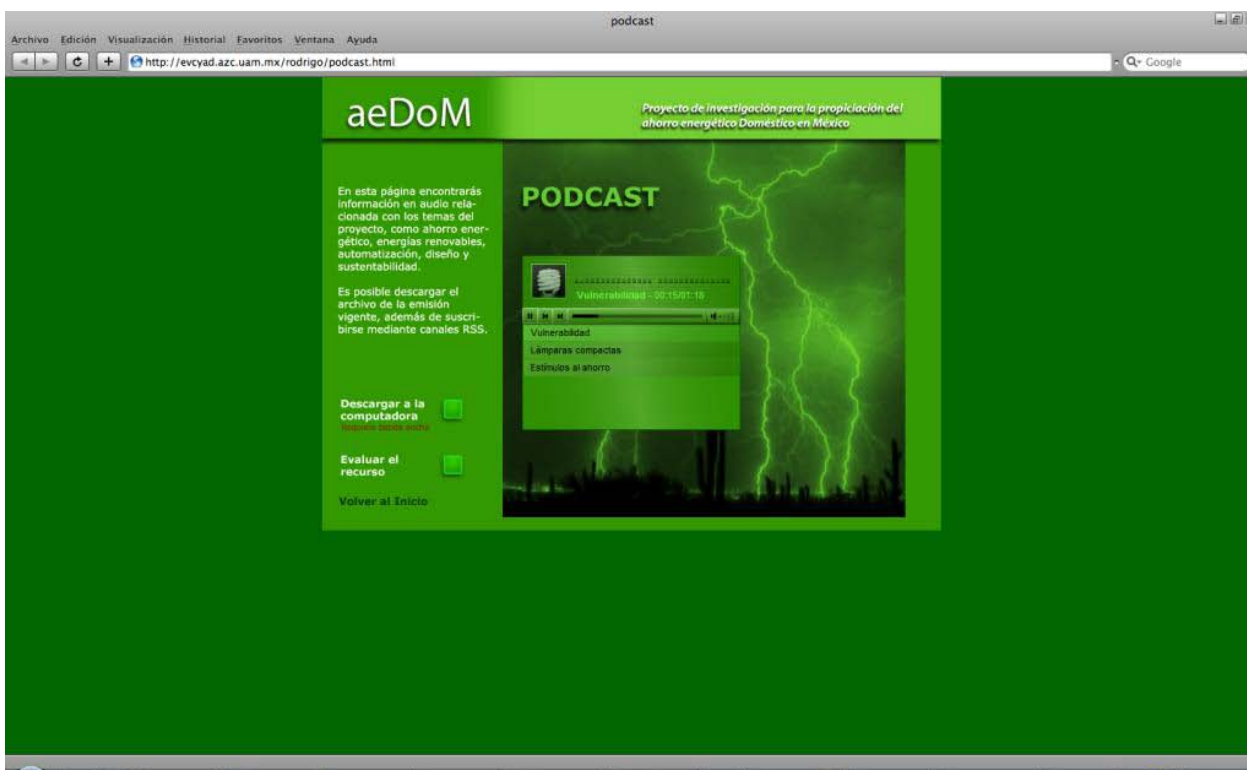 podcast
Archivo Edición Visualización Historial Favoritos Ventana Ayuda
http://evcyad.azc.uam.mx/rodrigo/podcast.html
Google
aeDoM
Proyecto de investigación para la propiciación del
ahorro energético Doméstico en México
En esta página encontrarás
información en audio rela-
cionada con los temas del
proyecto, como ahorro ener-
gético, energías renovables,
automatización, diseño y
sustentabilidad.
Es posible descargar el
archivo de la emisión
vigente, además de suscri-
birse mediante canales RSS.
Descargar a la
computadora
Requiere banda ancha
Evaluar el
recurso
Volver al Inicio
PODCAST
Vulnerabilidad - 00:15/01:18
Vulnerabilidad
Lámparas compactas
Estímulos al ahorro